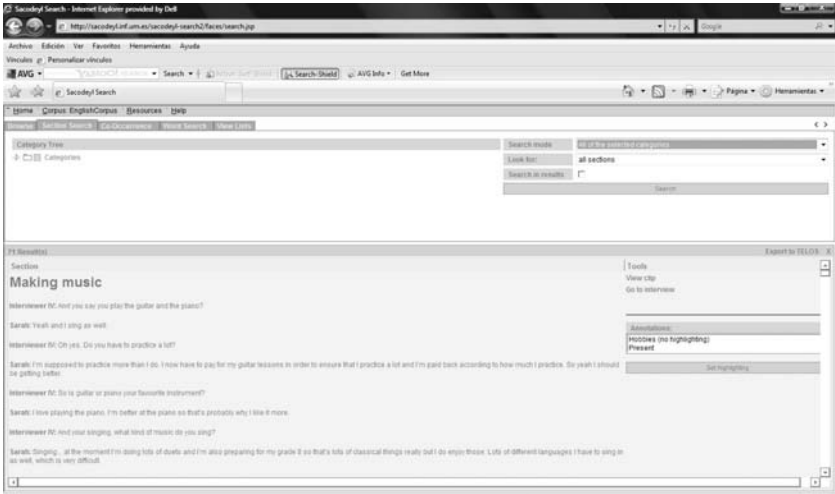 Sacodeyl Search - Internet Explorer provided by Dell
http://sacodeyl.inf.um.es/sacodeyl-search2/faces/search.jsp
Google
Archivo Edición Ver Favoritos Herramientas Ayuda
Vínculos Personalizar vínculos
AVG Search Search-Shield AVG Info Get More
Sacodeyl Search
Página Herramientas
Home Corpus: EnglishCorpus Resources Help
Browse Section Search Co-Occurrence Word Search View Lists
Category Tree
Categories
Search mode All of the selected categories
Look for: all sections
Search in results
Search
71 Result(s)
Export to TELOS X
Section
Making music
Interviewer IV: And you say you play the guitar and the piano?
Sarah: Yeah and I sing as well.
Interviewer IV: Oh yes. Do you have to practice a lot?
Sarah: I'm supposed to practice more than I do. I now have to pay for my guitar lessons in order to ensure that I practice a lot and I'm paid back according to how much I practice. So yeah I should
be getting better.
Interviewer IV: So is guitar or piano your favourite instrument?
Sarah: I love playing the piano. I'm better at the piano so that's probably why I like it more.
Interviewer IV: And your singing, what kind of music do you sing?
Sarah: Singing, at the moment I'm doing lots of duets and I'm also preparing for my grade 8 so that's lots of classical things really but I do enjoy those. Lots of different languages I have to sing in
as well, which is very difficult.
Tools
View clip
Go to interview
Annotations:
Hobbies (no highlighting)
Present
Set highlighting